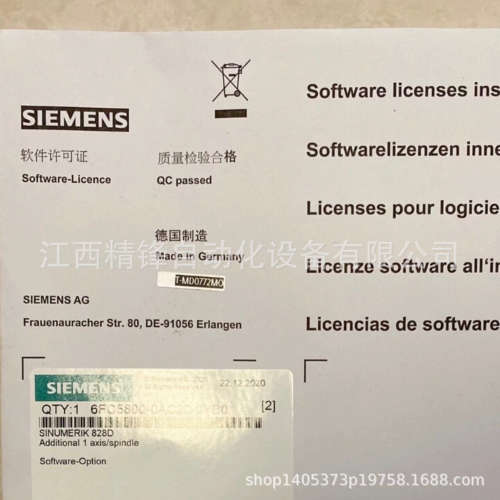 SIEMENS
软件许可证
Software-Licence
质量检验合格
QC passed
德国制造
Made in Germany
T-MD0772MO
SIEMENS AG
Frauenauracher Str. 80, DE-91056 Erlangen
Software licenses ins
Softwarelizenzen inne
Licenses pour logicie
Licenze software all'i
Licencias de software
江西精锋自动化设备有限公司
SIEMENS
22.12.2020
QTY:1
[2]
SINUMERIK 828D
Additional 1 axis/spindle
Software-Option
shop1405373p19758.1688.com